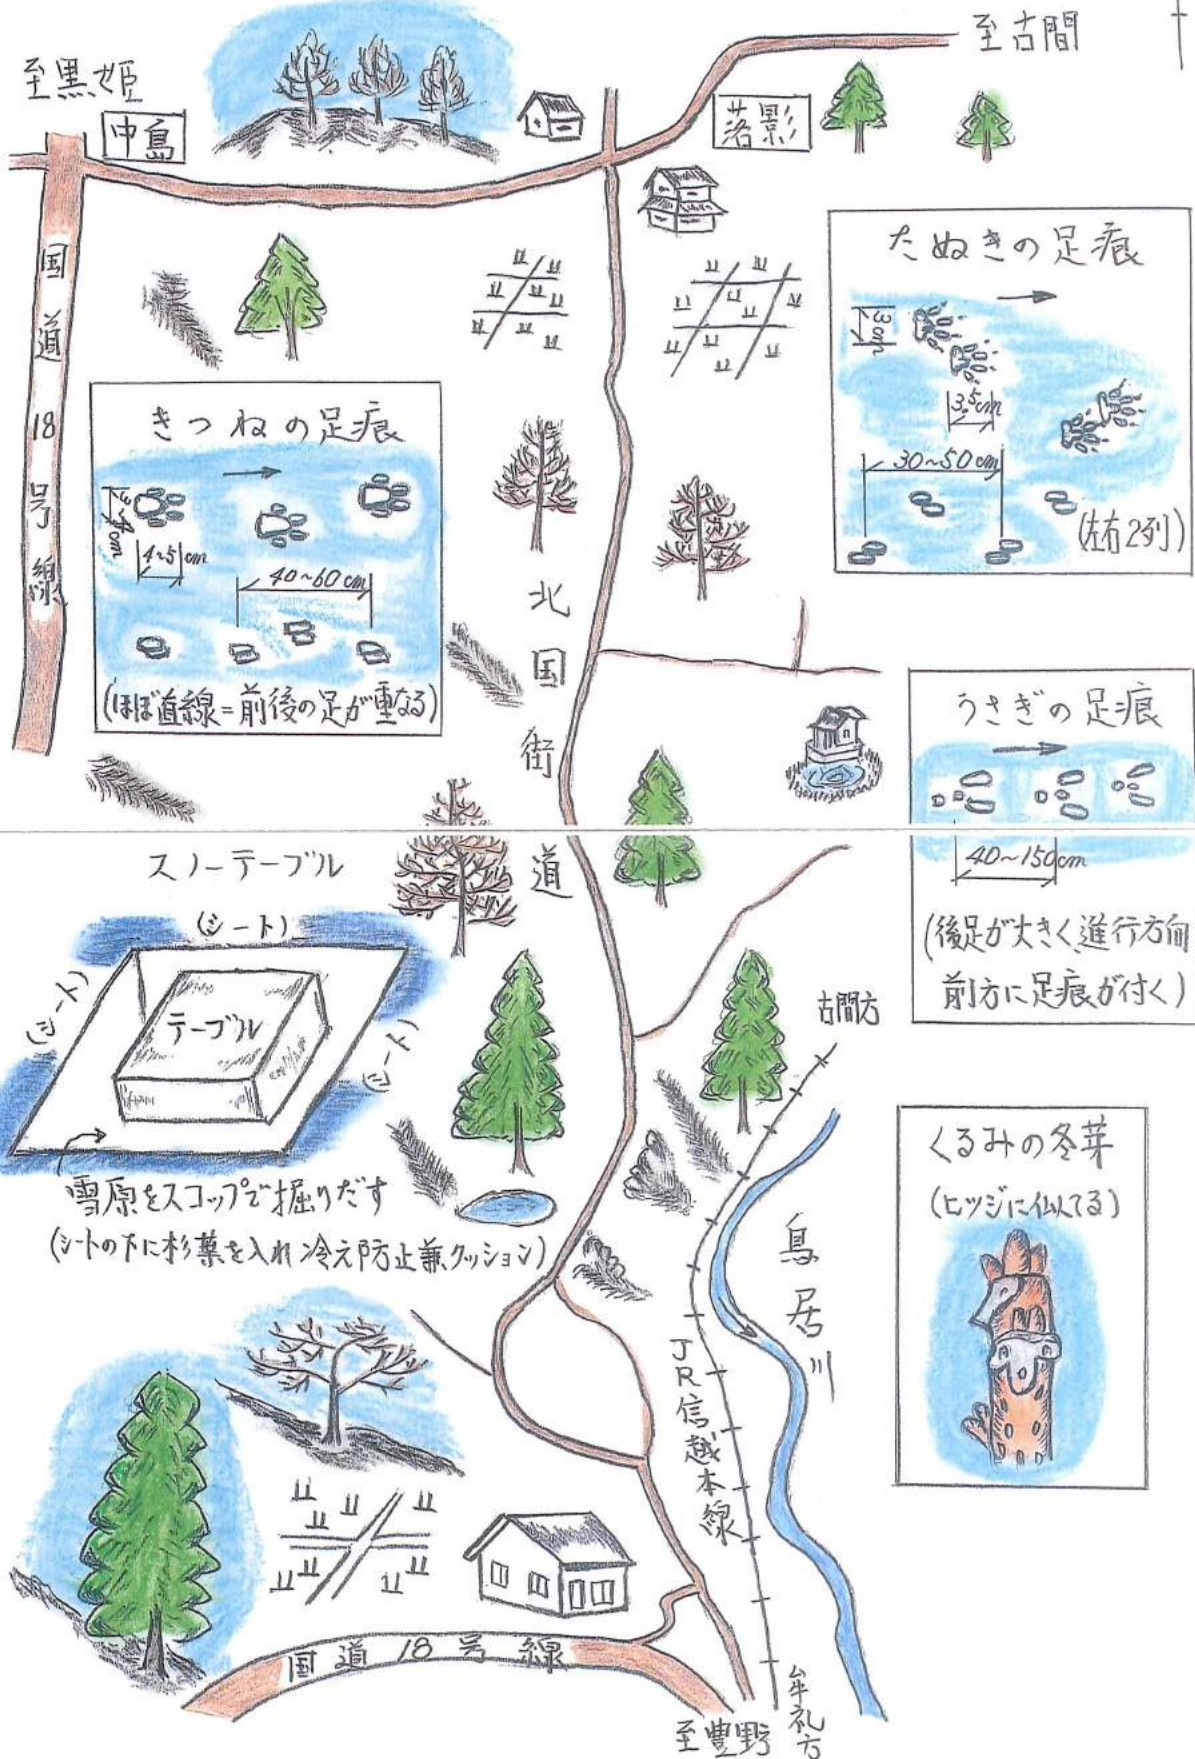 至古間
至黒姫
中島
落影
国道18号線
たぬきの足痕
3cm
3.5cm
30~50cm
(左右2列)
きつねの足痕
3~4cm
4~5cm
40~60cm
(ほぼ直線=前後の足が重なる)
北国街道
うさぎの足痕
40~150cm
(後足が大きく進行方向
前方に足痕が付く)
スノーテーブル
(シート)
(シート)
(シート)
テーブル
雪原をスコップで掘りだす
(シートの下に杉葉を入れ冷え防止兼クッション)
古間方
鳥居川
JR信越本線
くるみの冬芽
(ヒツジに似てる)
国道18号線
至豊野
牟礼方